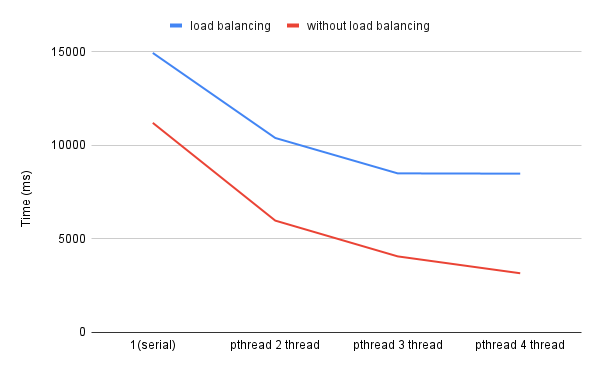 load balancing without load balancing
15000
10000
5000
0
Time (ms)
1(serial) pthread 2 thread pthread 3 thread pthread 4 thread